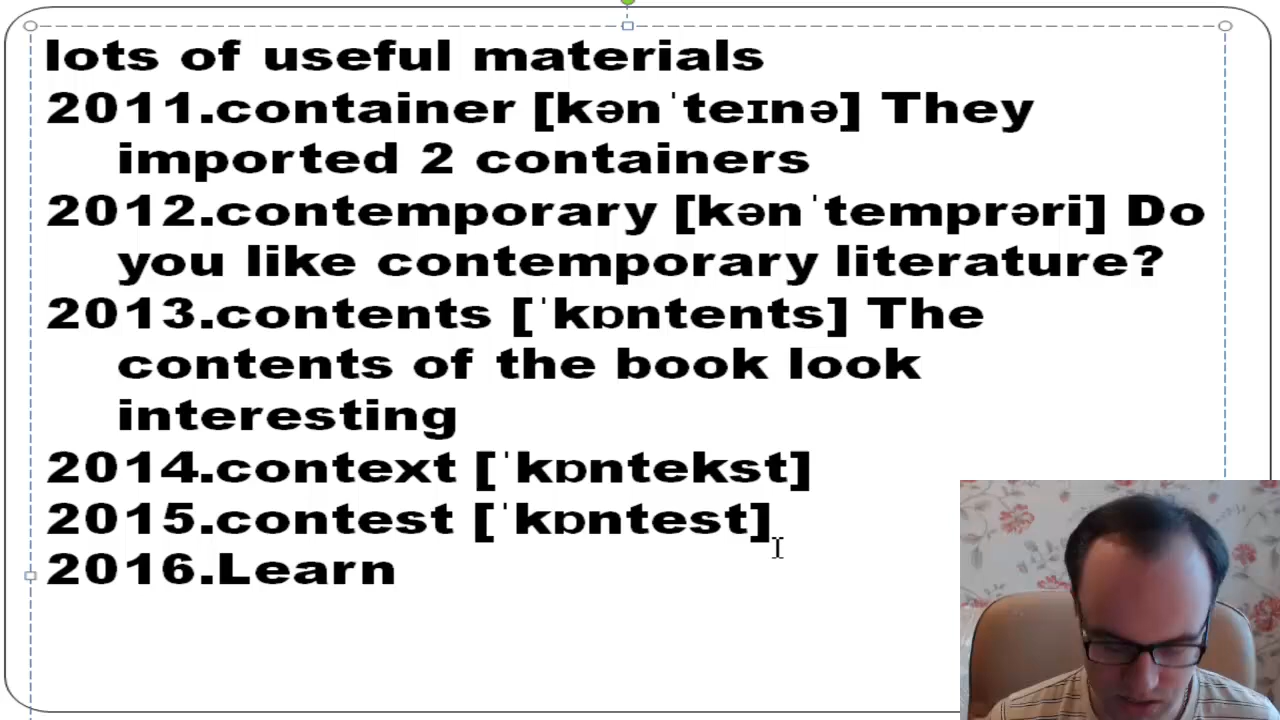 lots of useful materials
2011.container [kənˈteɪnə] They
imported 2 containers
2012.contemporary [kənˈtemprəri] Do
you like contemporary literature?
2013.contents [ˈkɒntents] The
contents of the book look
interesting
2014.context [ˈkɒntekst]
2015.contest [ˈkɒntest]
2016.Learn